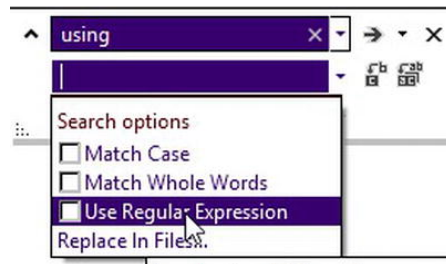 using
Search options
Match Case
Match Whole Words
Use Regular Expression
Replace In Files...